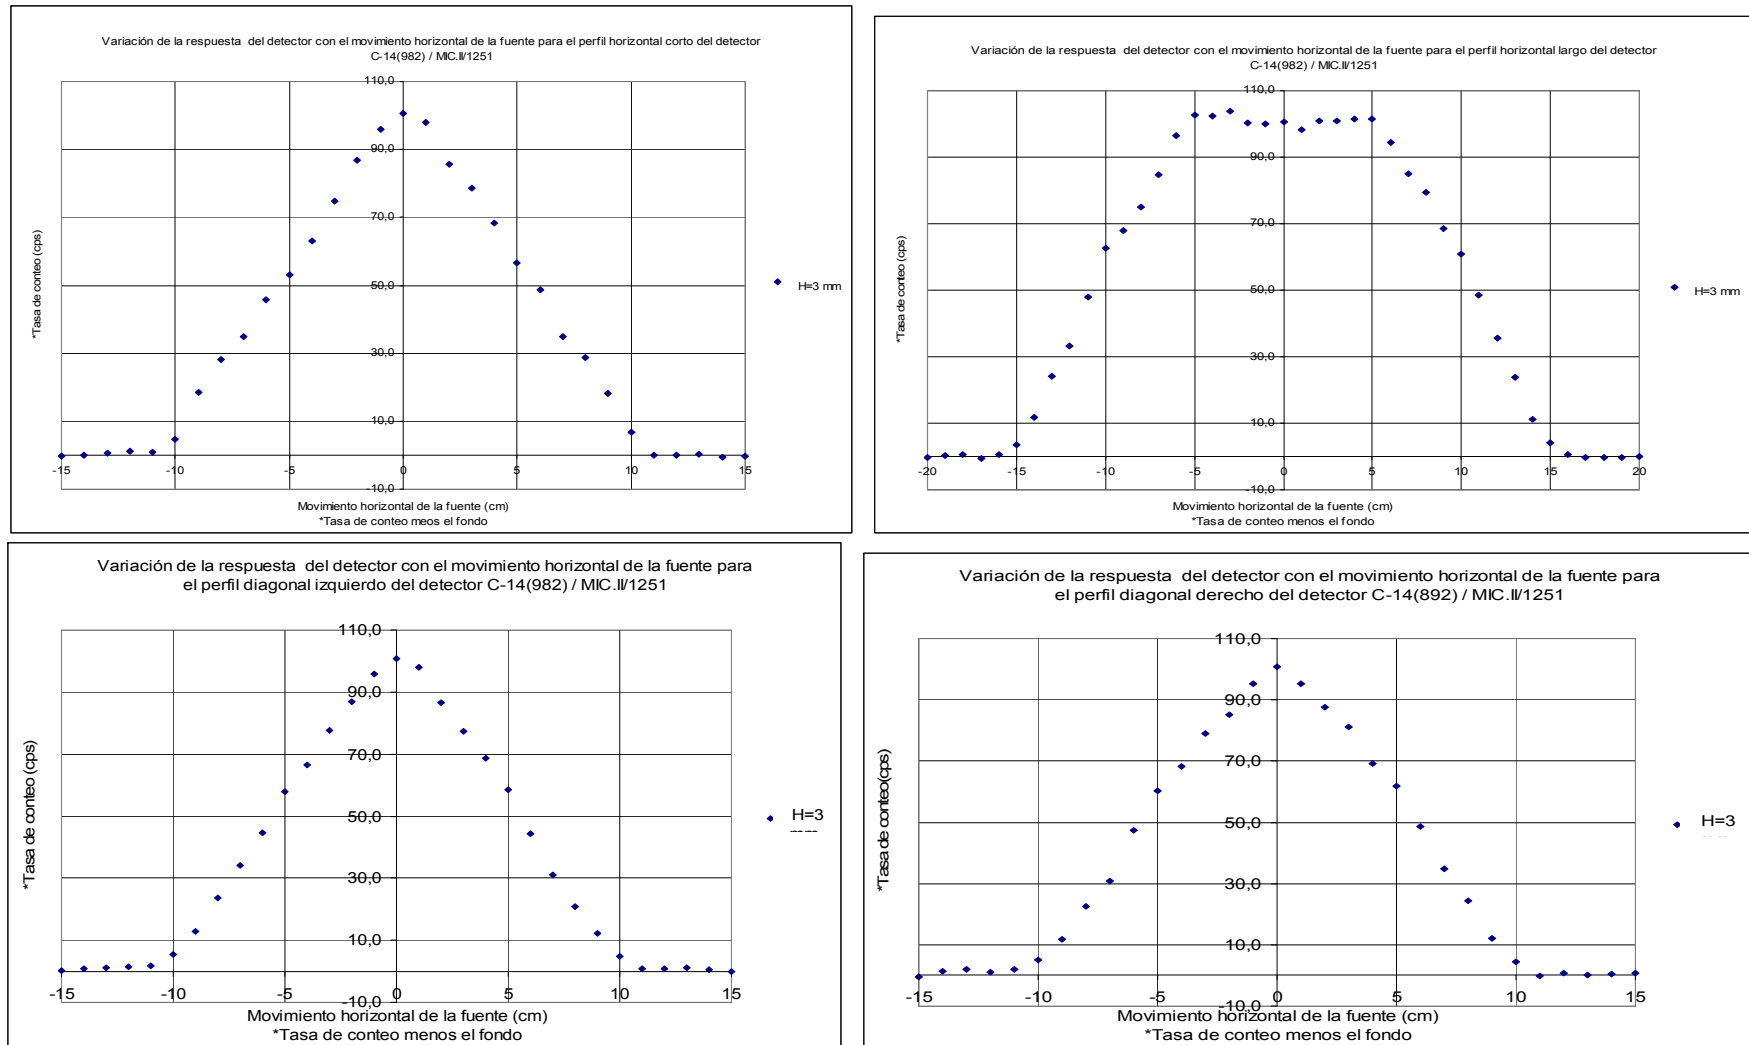 Variación de la respuesta del detector con el movimiento horizontal de la fuente para el perfil horizontal corto del detector
C-14(982) / MIC.II/1251
110,0
90,0
70,0
50,0
30,0
10,0
-10,0
-15 -10 -5 0 5 10 15
*Tasa de conteo (cps)
H=3 mm
Movimiento horizontal de la fuente (cm)
*Tasa de conteo meos el fondo
Variación de la respuesta del detector con el movimiento horizontal de la fuente para el perfil horizontal largo del detector
C-14(982) / MIC.II/1251
110,0
90,0
70,0
50,0
30,0
10,0
-10,0
-20 -15 -10 -5 0 5 10 15 20
*Tasa de conteo (cps)
H=3 mm
Movimiento horizontal de la fuente (cm)
*Tasa de conteo menos el fondo
Variación de la respuesta del detector con el movimiento horizontal de la fuente para
el perfil diagonal izquierdo del detector C-14(982) / MIC.II/1251
110,0
90,0
70,0
50,0
30,0
10,0
-10,0
-15 -10 -5 0 5 10 15
*Tasa de conteo (cps)
H=3
Movimiento horizontal de la fuente (cm)
*Tasa de conteo menos el fondo
Variación de la respuesta del detector con el movimiento horizontal de la fuente para
el perfil diagonal derecho del detector C-14(892) / MIC.II/1251
110,0
90,0
70,0
50,0
30,0
10,0
-10,0
-15 -10 -5 0 5 10 15
*Tasa de conteo(cps)
H=3
Movimiento horizontal de la fuente (cm)
*Tasa de conteo menos el fondo